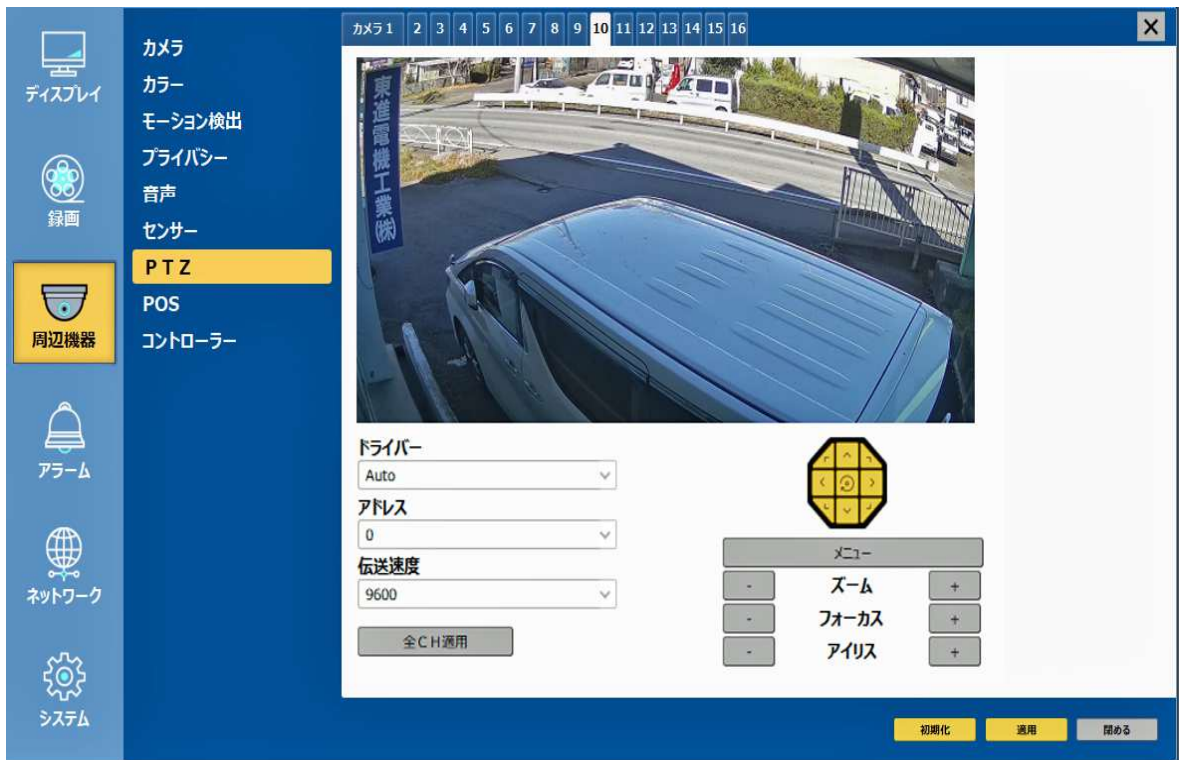 カメラ 1 2 3 4 5 6 7 8 9 10 11 12 13 14 15 16
X
ディスプレイ
録画
周辺機器
アラーム
ネットワーク
システム
カメラ
カラー
モーション検出
プライバシー
音声
センサー
ＰＴＺ
POS
コントローラー
東進電機工業㈱
ドライバー
Auto
アドレス
0
伝送速度
9600
全ＣＨ適用
メニュー
- ズーム +
- フォーカス +
- アイリス +
初期化 適用 閉める